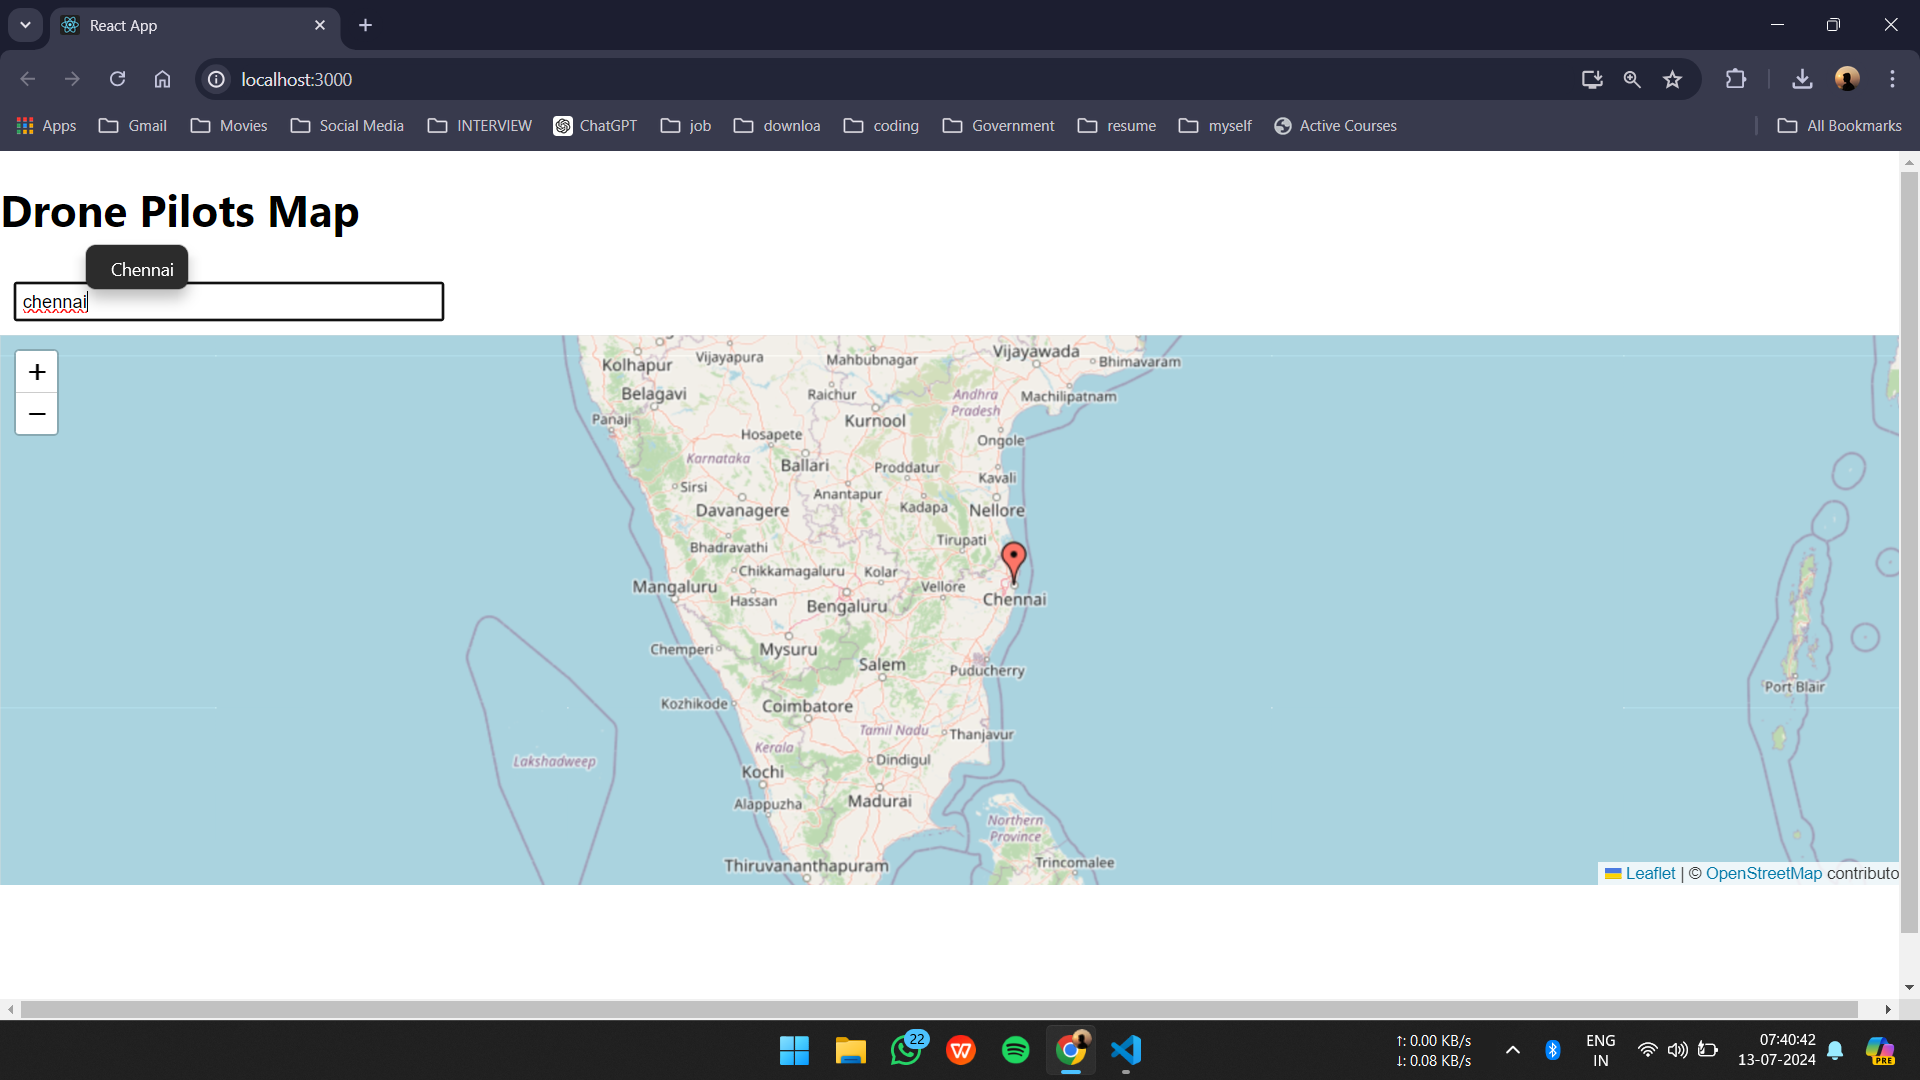 React App
localhost:3000
Apps Gmail Movies Social Media INTERVIEW ChatGPT job downloa coding Government resume myself Active Courses All Bookmarks
Drone Pilots Map
Chennai
chennai
+
−
Kolhapur
Vijayapura
Mahbubnagar
Vijayawada
Bhimavaram
Belagavi
Raichur
Andhra
Pradesh
Machilipatnam
Panaji
Kurnool
Hosapete
Ongole
Karnataka
Ballari
Proddatur
Kavali
Sirsi
Anantapur
Davanagere
Kadapa
Nellore
Bhadravathi
Tirupati
Chikkamagaluru
Kolar
Mangaluru
Vellore
Hassan
Bengaluru
Chennai
Chemperi
Mysuru
Salem
Puducherry
Port Blair
Kozhikode
Coimbatore
Tamil Nadu
Thanjavur
Kerala
Lakshadweep
Dindigul
Kochi
Alappuzha
Madurai
Northern
Province
Thiruvananthapuram
Trincomalee
Leaflet | © OpenStreetMap contributo
22
W
↑: 0.00 KB/s
↓: 0.08 KB/s
ENG
IN
07:40:42
13-07-2024
PRE